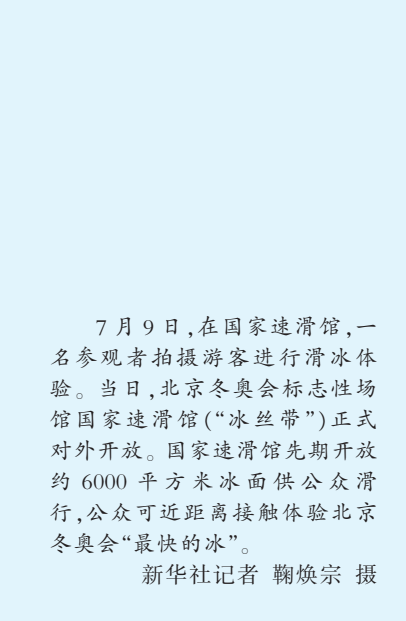 7月9日,在国家速滑馆,一
名参观者拍摄游客进行滑冰体
验。当日,北京冬奥会标志性场
馆国家速滑馆(“冰丝带”)正式
对外开放。国家速滑馆先期开放
约6000平方米冰面供公众滑
行,公众可近距离接触体验北京
冬奥会“最快的冰”。
新华社记者 鞠焕宗 摄